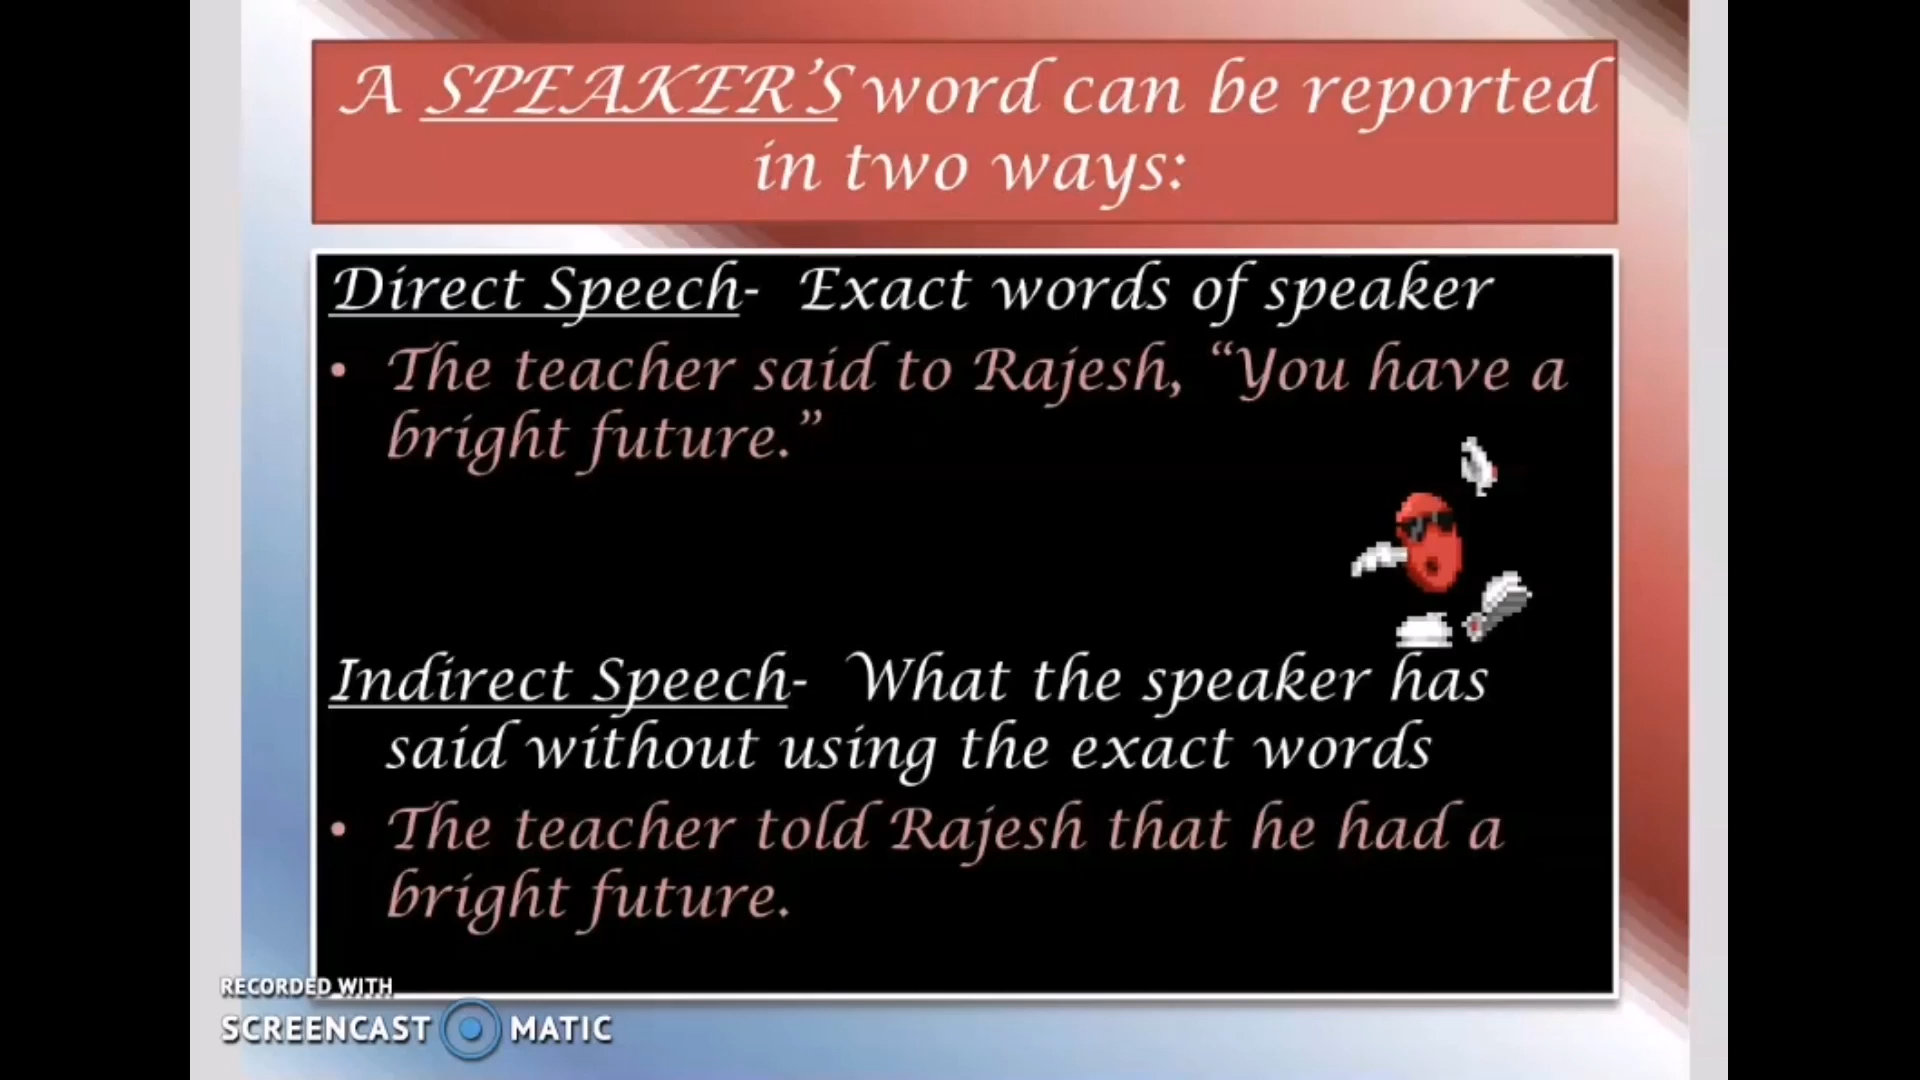 A SPEAKER’S word can be reported
in two ways:
Direct Speech- Exact words of speaker
• The teacher said to Rajesh, “You have a
bright future.”
Indirect Speech- What the speaker has
said without using the exact words
• The teacher told Rajesh that he had a
bright future.
RECORDED WITH
SCREENCAST MATIC